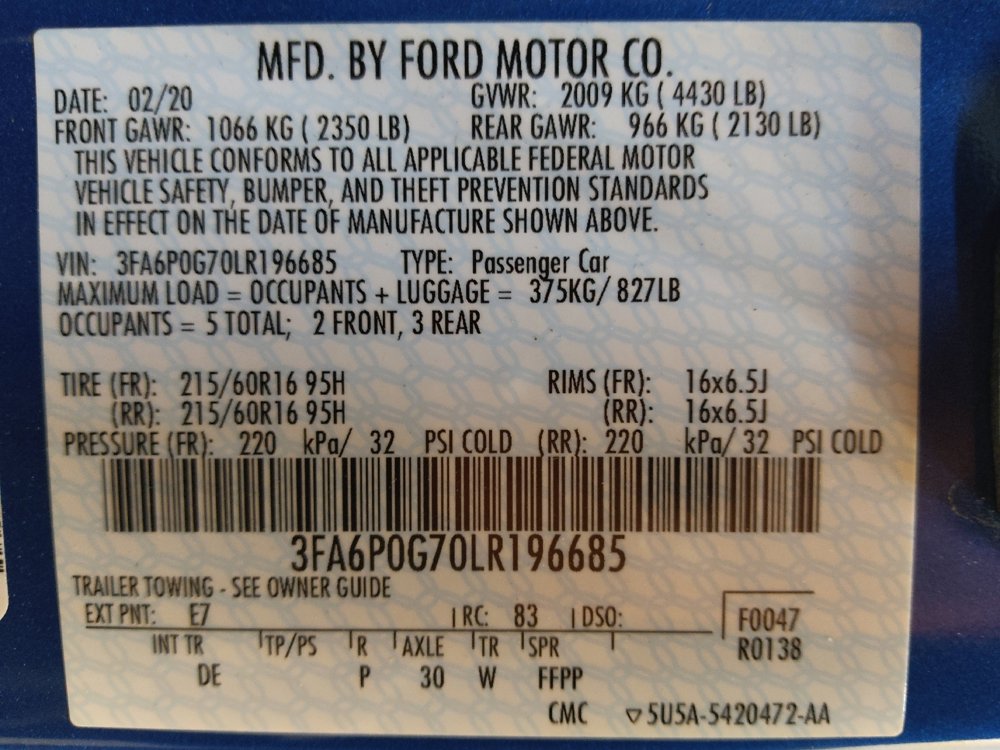 MFD. BY FORD MOTOR CO.
DATE: 02/20 GVWR: 2009 KG ( 4430 LB)
FRONT GAWR: 1066 KG ( 2350 LB) REAR GAWR: 966 KG ( 2130 LB)
THIS VEHICLE CONFORMS TO ALL APPLICABLE FEDERAL MOTOR
VEHICLE SAFETY, BUMPER, AND THEFT PREVENTION STANDARDS
IN EFFECT ON THE DATE OF MANUFACTURE SHOWN ABOVE.
VIN: 3FA6P0G70LR196685 TYPE: Passenger Car
MAXIMUM LOAD = OCCUPANTS + LUGGAGE = 375KG/ 827LB
OCCUPANTS = 5 TOTAL; 2 FRONT, 3 REAR
TIRE (FR): 215/60R16 95H RIMS (FR): 16x6.5J
(RR): 215/60R16 95H (RR): 16x6.5J
PRESSURE (FR): 220 kPa/ 32 PSI COLD (RR): 220 kPa/ 32 PSI COLD
3FA6P0G70LR196685
TRAILER TOWING - SEE OWNER GUIDE
EXT PNT: E7 RC: 83 DSO: F0047
INT TR TP/PS R AXLE TR SPR R0138
DE P 30 W FFPP
CMC ▽5U5A-5420472-AA